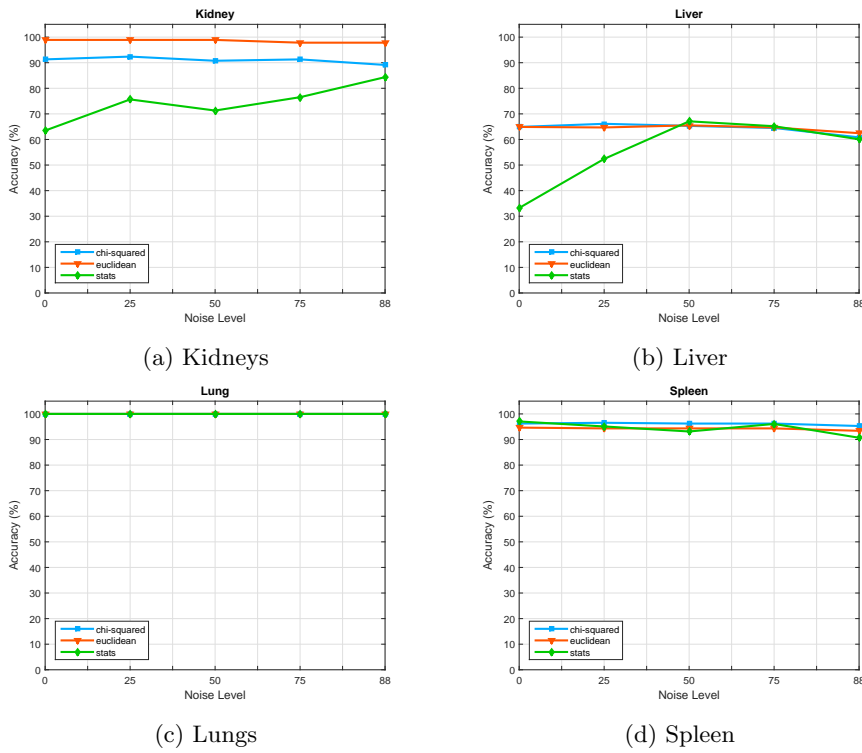 Kidney
100
90
80
70
60
50
40
30
20
10
0
Accuracy (%)
chi-squared
euclidean
stats
0 25 50 75 88
Noise Level
(a) Kidneys
Liver
100
90
80
70
60
50
40
30
20
10
0
Accuracy (%)
chi-squared
euclidean
stats
0 25 50 75 88
Noise Level
(b) Liver
Lung
100
90
80
70
60
50
40
30
20
10
0
Accuracy (%)
chi-squared
euclidean
stats
0 25 50 75 88
Noise Level
(c) Lungs
Spleen
100
90
80
70
60
50
40
30
20
10
0
Accuracy (%)
chi-squared
euclidean
stats
0 25 50 75 88
Noise Level
(d) Spleen